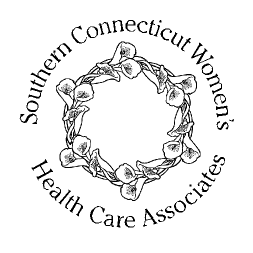 Southern Connecticut Women's
Health Care Associates